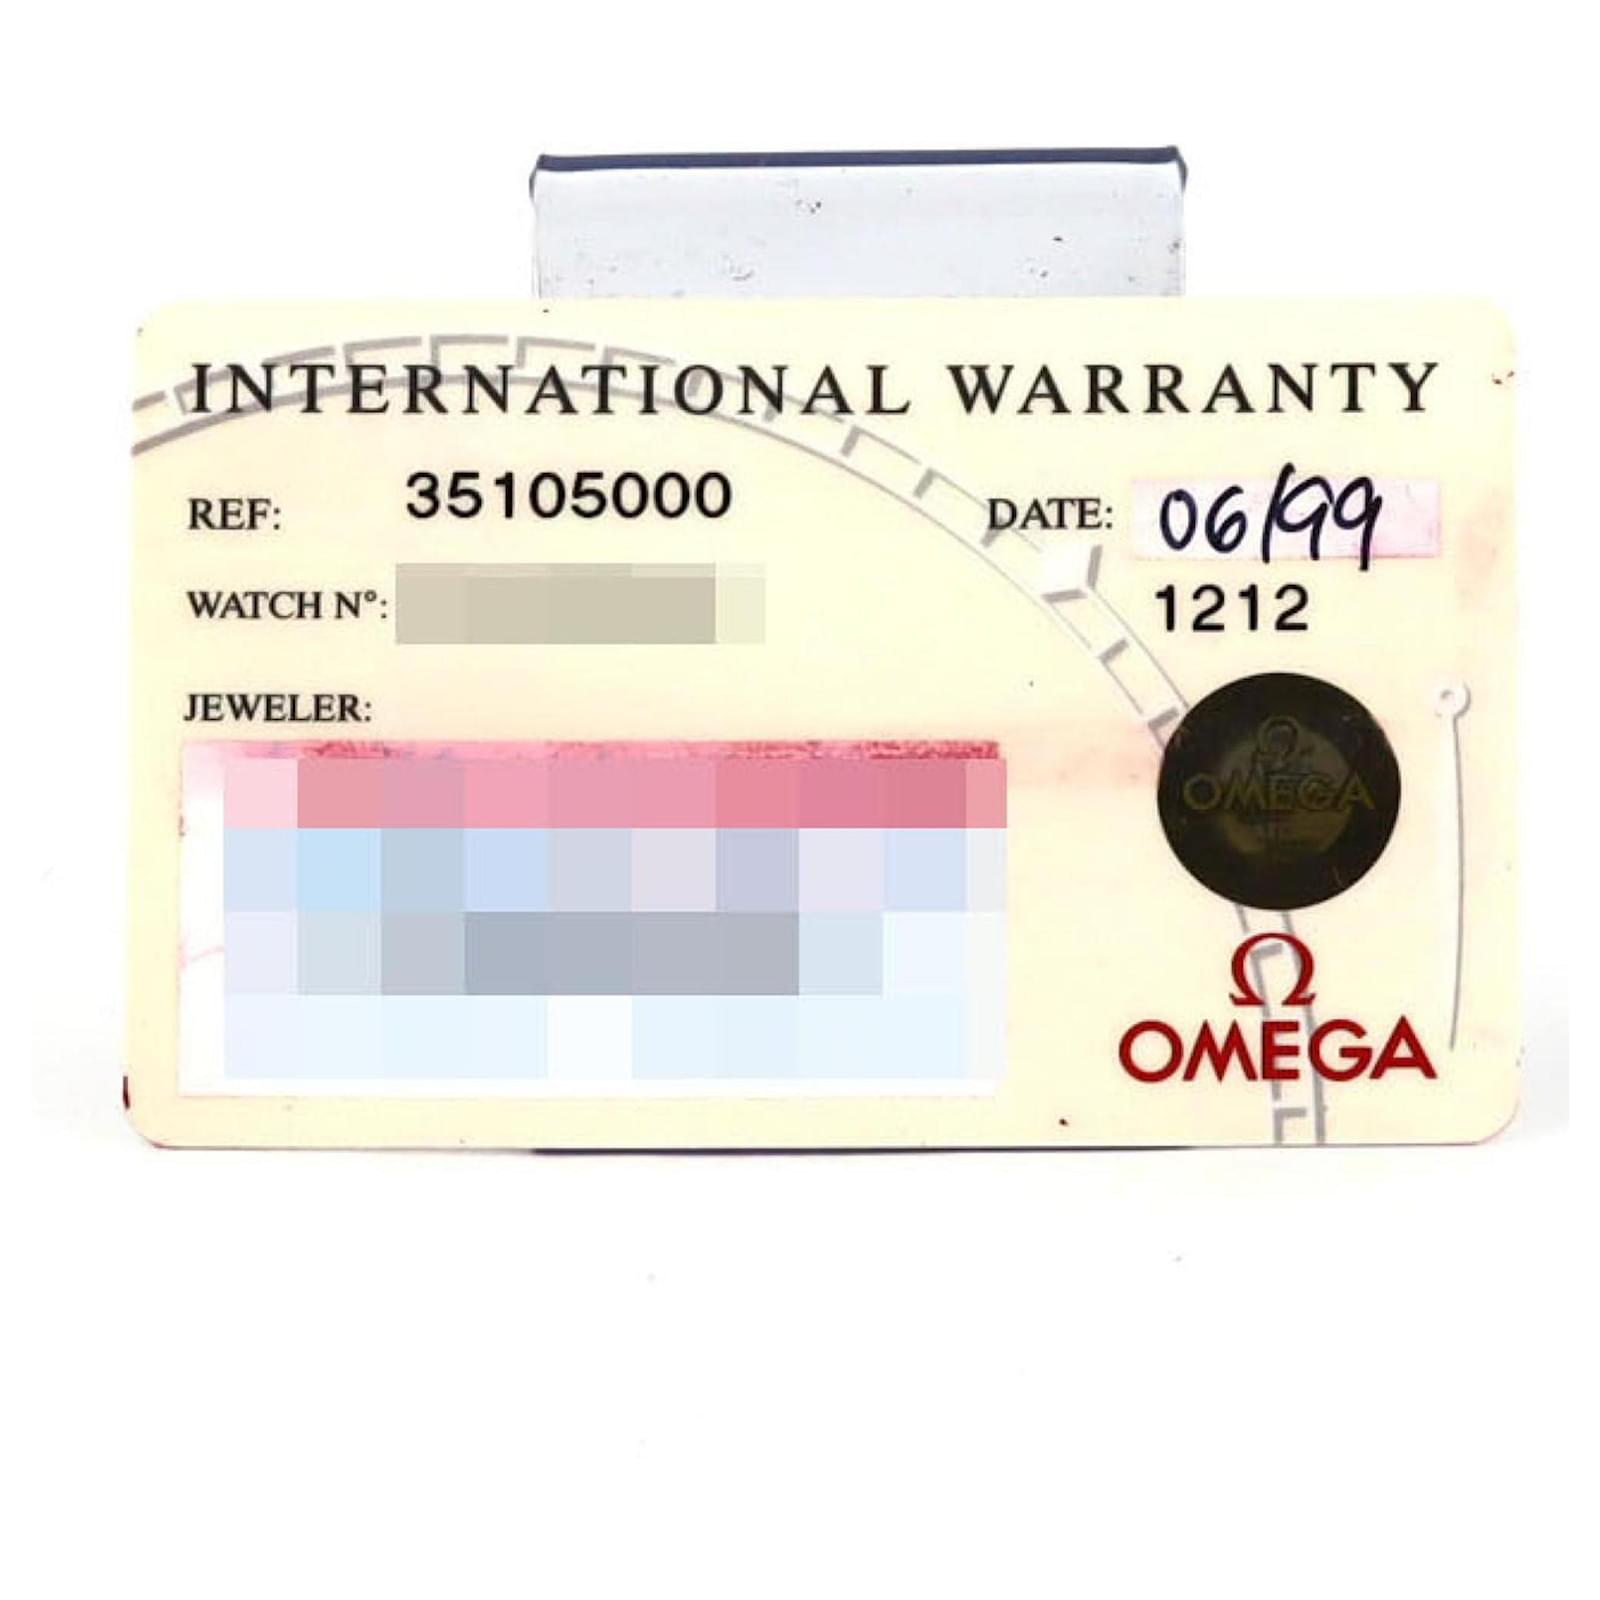 INTERNATIONAL WARRANTY
REF: 35105000
DATE: 06/99
WATCH N°:
1212
JEWELER:
Ω
OMEGA
Ω
OMEGA